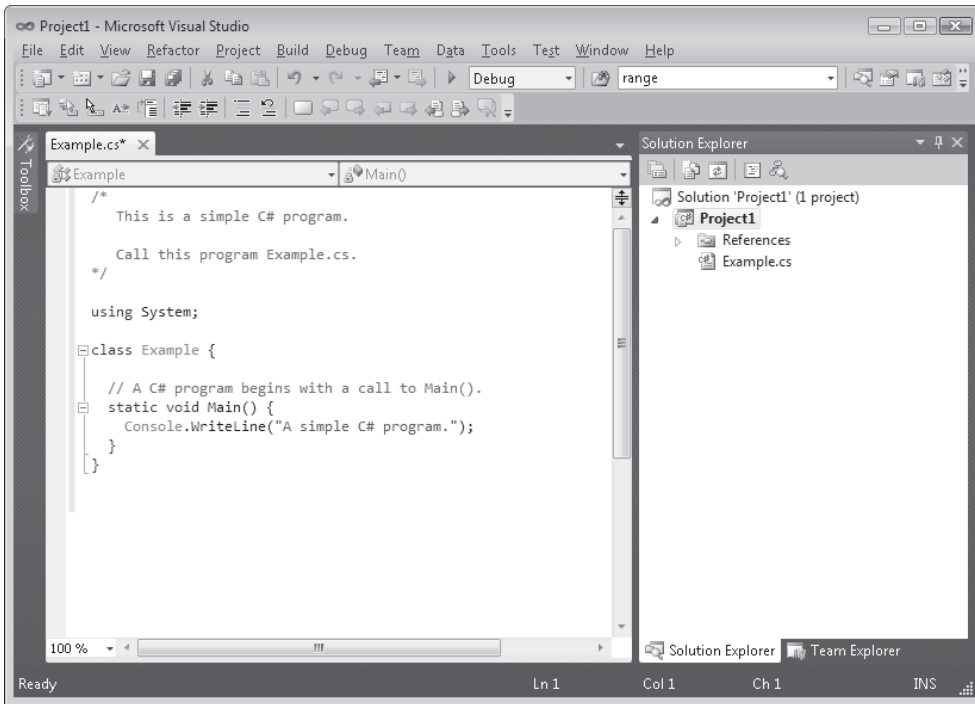 Project1 - Microsoft Visual Studio
File Edit View Refactor Project Build Debug Team Data Tools Test Window Help
Debug range
Toolbox
Example.cs*
Example Main()
/*
This is a simple C# program.
Call this program Example.cs.
*/
using System;
class Example {
// A C# program begins with a call to Main().
static void Main() {
Console.WriteLine("A simple C# program.");
}
}
100 %
Solution Explorer
Solution 'Project1' (1 project)
Project1
References
Example.cs
Solution Explorer Team Explorer
Ready Ln 1 Col 1 Ch 1 INS